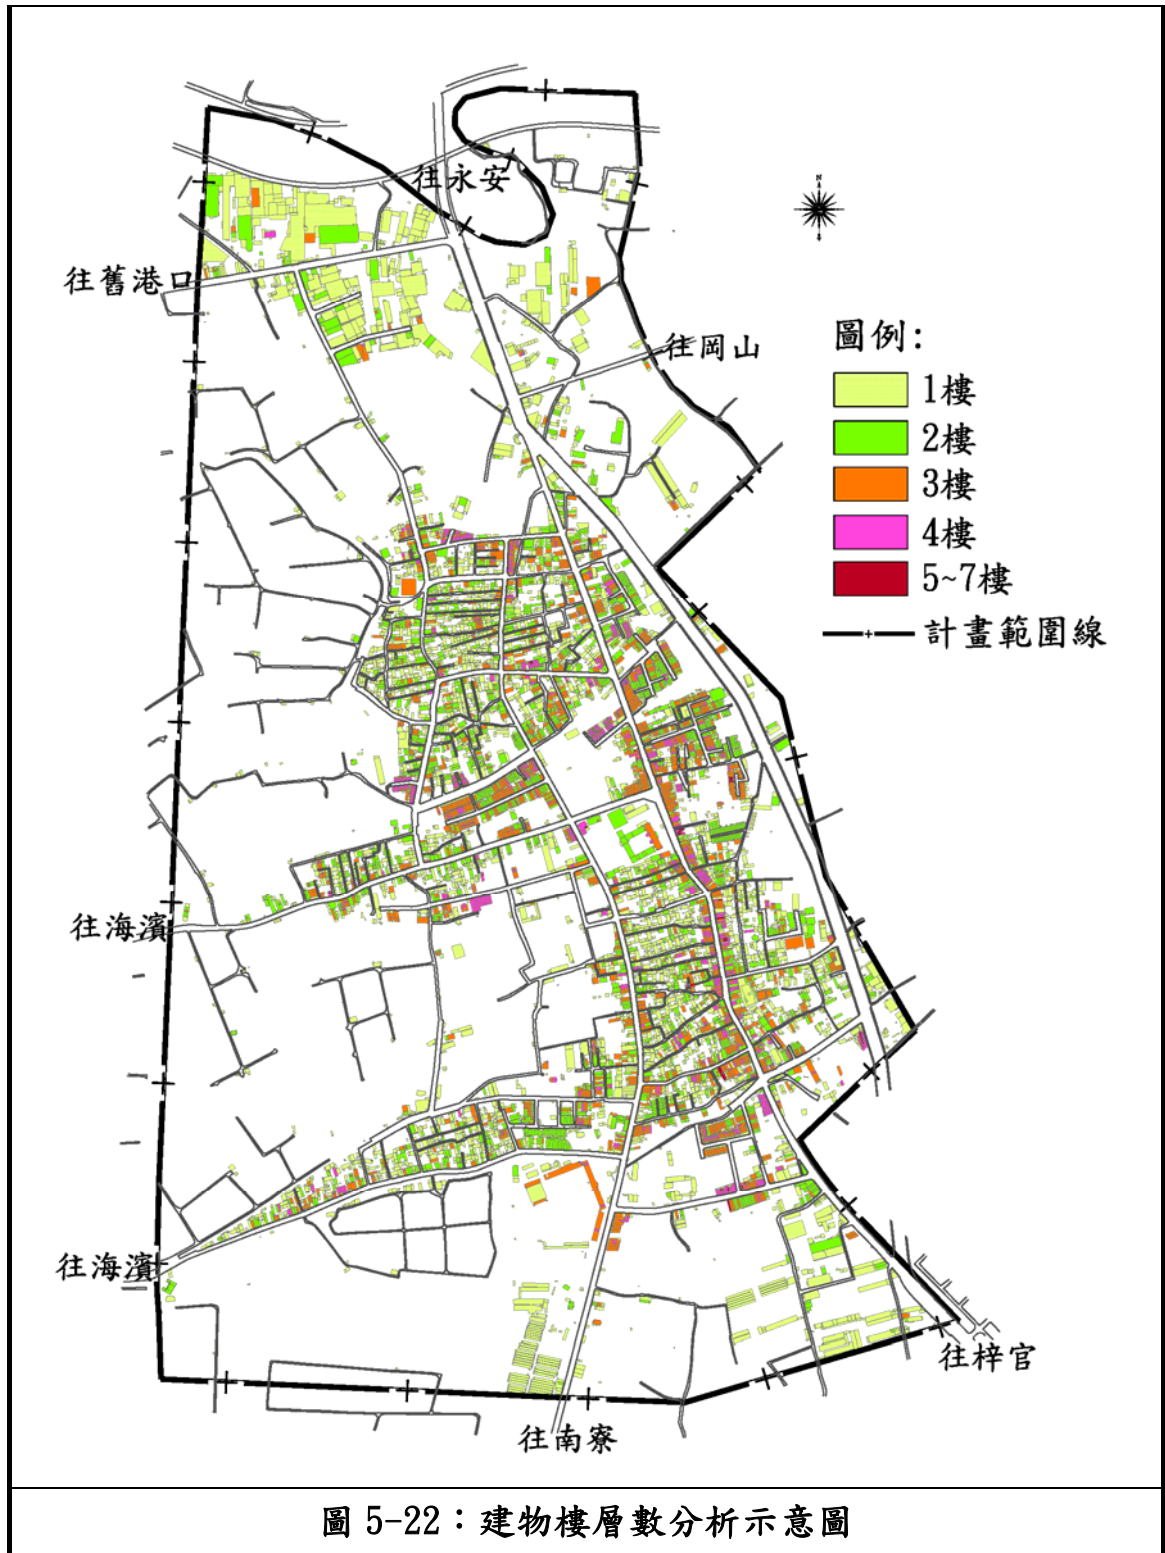 N
往永安
往舊港口
往岡山
圖例:
1樓
2樓
3樓
4樓
5~7樓
計畫範圍線
往海濱
往海濱
往梓官
往南寮
圖 5-22：建物樓層數分析示意圖